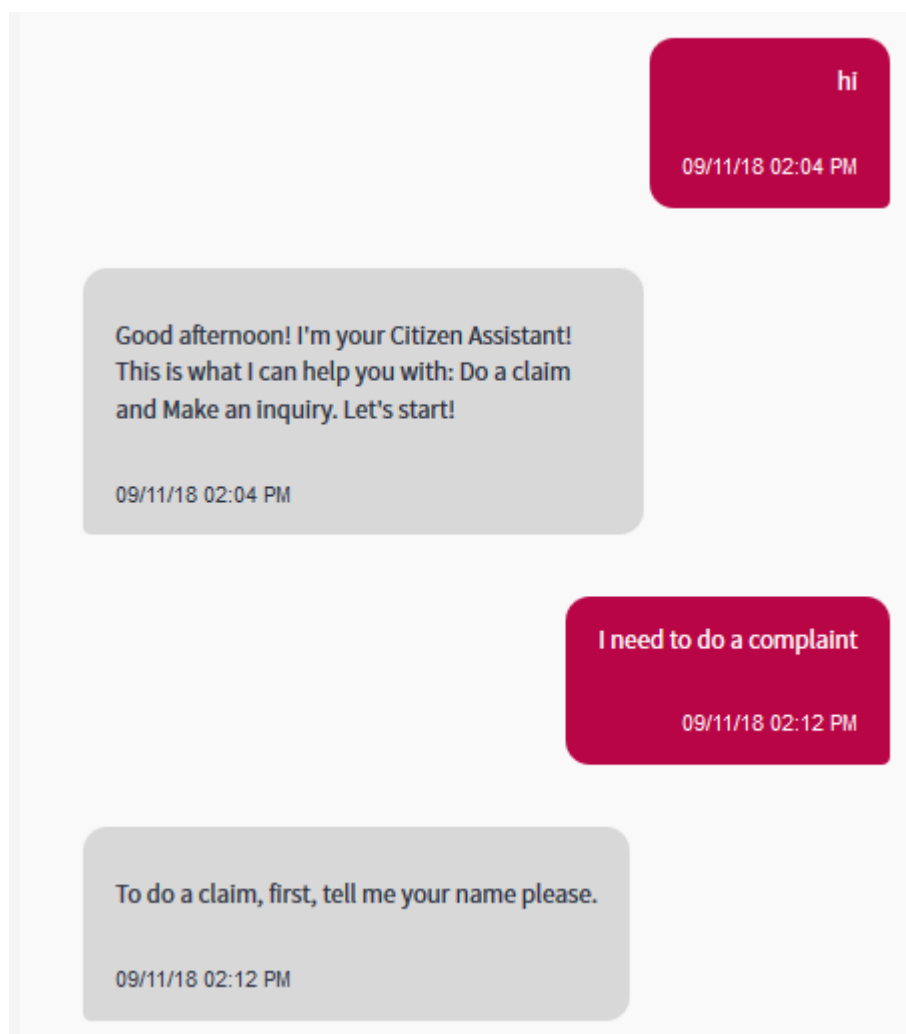 hi
09/11/18 02:04 PM
Good afternoon! I'm your Citizen Assistant!
This is what I can help you with: Do a claim
and Make an inquiry. Let's start!
09/11/18 02:04 PM
I need to do a complaint
09/11/18 02:12 PM
To do a claim, first, tell me your name please.
09/11/18 02:12 PM